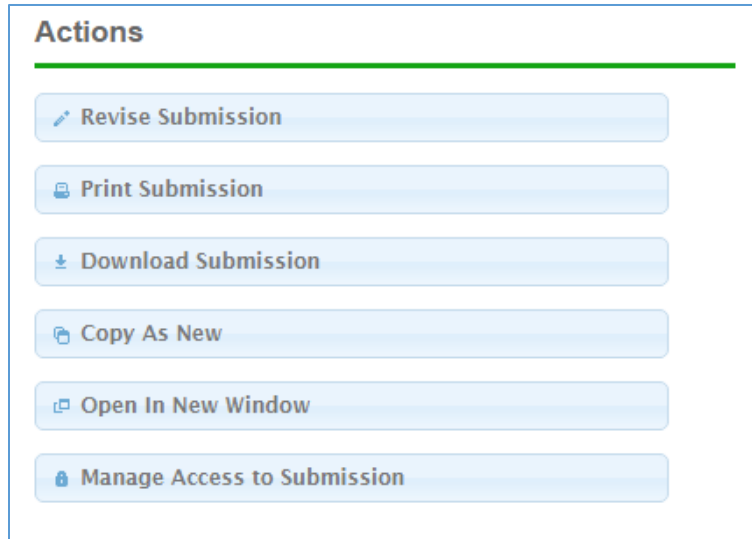 Actions
Revise Submission
Print Submission
Download Submission
Copy As New
Open In New Window
Manage Access to Submission